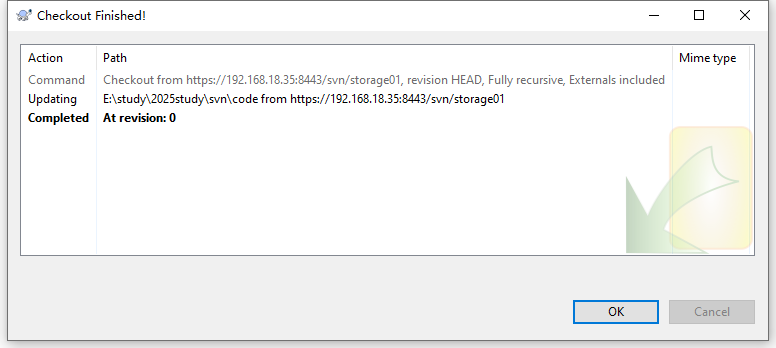 Checkout Finished!
Action Path Mime type
Command Checkout from https://192.168.18.35:8443/svn/storage01, revision HEAD, Fully recursive, Externals included
Updating E:\study\2025study\svn\code from https://192.168.18.35:8443/svn/storage01
Completed At revision: 0
OK Cancel